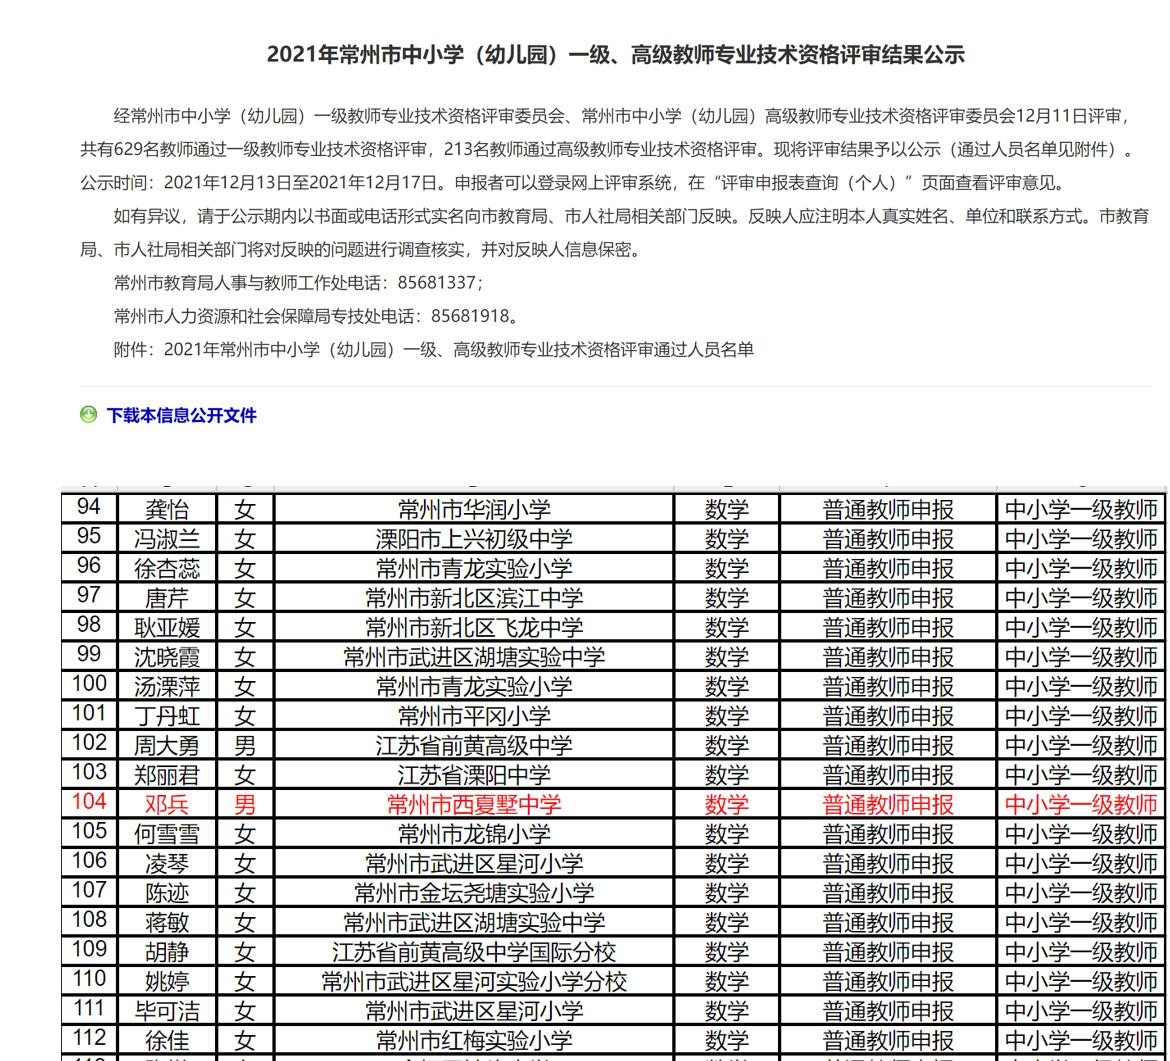 2021年常州市中小学（幼儿园）一级、高级教师专业技术资格评审结果公示
经常州市中小学（幼儿园）一级教师专业技术资格评审委员会、常州市中小学（幼儿园）高级教师专业技术资格评审委员会12月11日评审，
共有629名教师通过一级教师专业技术资格评审，213名教师通过高级教师专业技术资格评审。现将评审结果予以公示（通过人员名单见附件）。
公示时间：2021年12月13日至2021年12月17日。申报者可以登录网上评审系统，在“评审申报表查询（个人）”页面查看评审意见。
如有异议，请于公示期内以书面或电话形式实名向市教育局、市人社局相关部门反映。反映人应注明本人真实姓名、单位和联系方式。市教育
局、市人社局相关部门将对反映的问题进行调查核实，并对反映人信息保密。
常州市教育局人事与教师工作处电话：85681337；
常州市人力资源和社会保障局专技处电话：85681918。
附件：2021年常州市中小学（幼儿园）一级、高级教师专业技术资格评审通过人员名单
下载本信息公开文件
94 龚怡 女 常州市华润小学 数学 普通教师申报 中小学一级教师
95 冯淑兰 女 溧阳市上兴初级中学 数学 普通教师申报 中小学一级教师
96 徐杏蕊 女 常州市青龙实验小学 数学 普通教师申报 中小学一级教师
97 唐芹 女 常州市新北区滨江中学 数学 普通教师申报 中小学一级教师
98 耿亚媛 女 常州市新北区飞龙中学 数学 普通教师申报 中小学一级教师
99 沈晓霞 女 常州市武进区湖塘实验中学 数学 普通教师申报 中小学一级教师
100 汤溧萍 女 常州市青龙实验小学 数学 普通教师申报 中小学一级教师
101 丁丹虹 女 常州市平冈小学 数学 普通教师申报 中小学一级教师
102 周大勇 男 江苏省前黄高级中学 数学 普通教师申报 中小学一级教师
103 郑丽君 女 江苏省溧阳中学 数学 普通教师申报 中小学一级教师
104 邓兵 男 常州市西夏墅中学 数学 普通教师申报 中小学一级教师
105 何雪雪 女 常州市龙锦小学 数学 普通教师申报 中小学一级教师
106 凌琴 女 常州市武进区星河小学 数学 普通教师申报 中小学一级教师
107 陈迹 女 常州市金坛尧塘实验小学 数学 普通教师申报 中小学一级教师
108 蒋敏 女 常州市武进区湖塘实验中学 数学 普通教师申报 中小学一级教师
109 胡静 女 江苏省前黄高级中学国际分校 数学 普通教师申报 中小学一级教师
110 姚婷 女 常州市武进区星河实验小学分校 数学 普通教师申报 中小学一级教师
111 毕可洁 女 常州市武进区星河小学 数学 普通教师申报 中小学一级教师
112 徐佳 女 常州市红梅实验小学 数学 普通教师申报 中小学一级教师